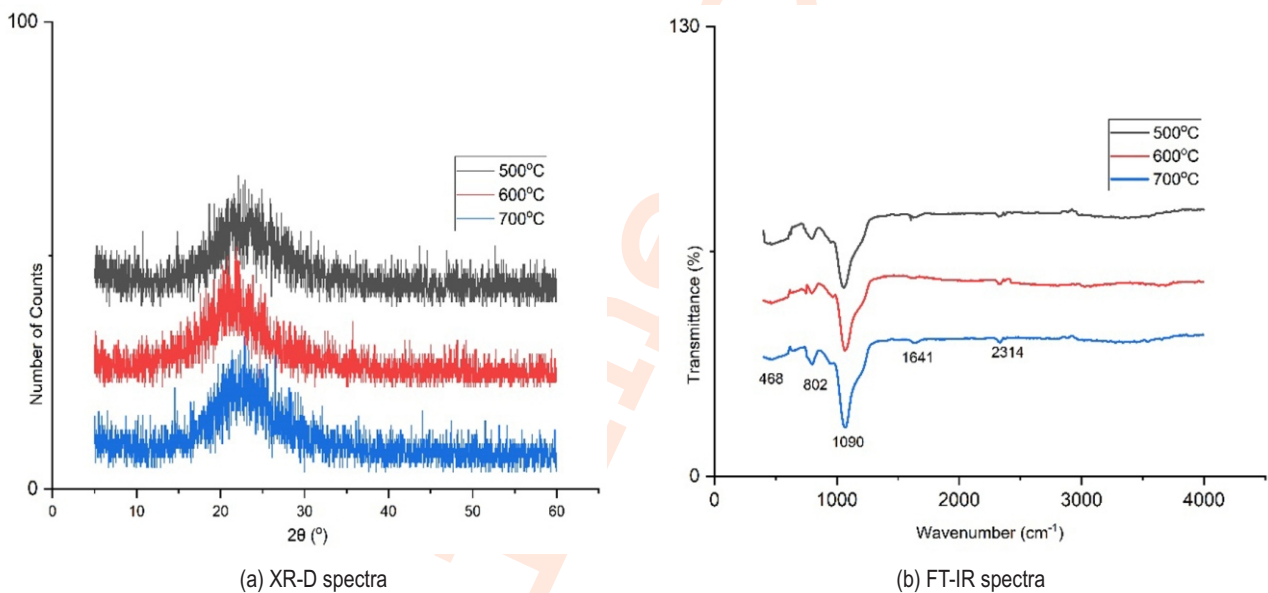 100
500°C
600°C
700°C
Number of Counts
0
0
10
20
30
40
50
60
2θ (°)
(a) XR-D spectra
130
500°C
600°C
700°C
Transmittance (%)
468
802
1090
1641
2314
0
0
1000
2000
3000
4000
Wavenumber (cm⁻¹)
(b) FT-IR spectra